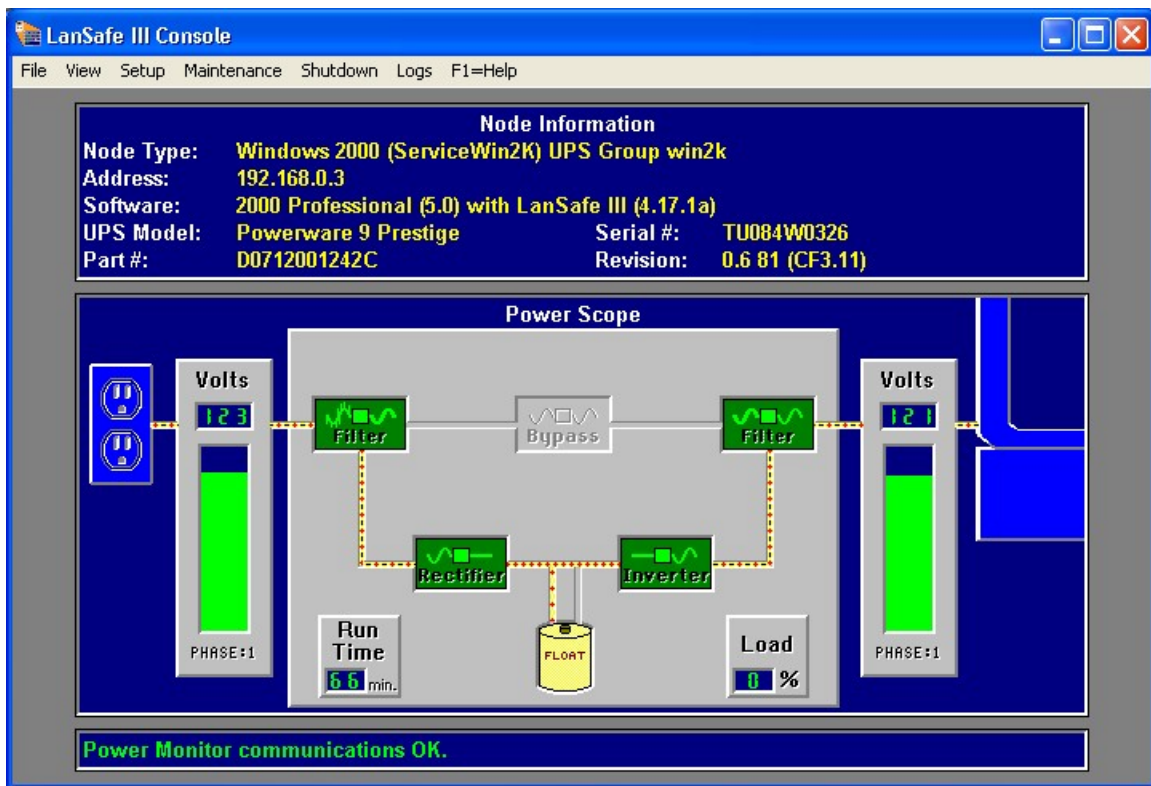 LanSafe III Console
File View Setup Maintenance Shutdown Logs F1=Help
Node Information
Node Type: Windows 2000 (ServiceWin2K) UPS Group win2k
Address: 192.168.0.3
Software: 2000 Professional (5.0) with LanSafe III (4.17.1a)
UPS Model: Powerware 9 Prestige Serial #: TU084W0326
Part #: D0712001242C Revision: 0.6 81 (CF3.11)
Power Scope
Volts Volts
123 121
Filter Bypass Filter
Rectifier Inverter
Run
Time
66 min.
FLOAT
Load
0 %
PHASE:1 PHASE:1
Power Monitor communications OK.